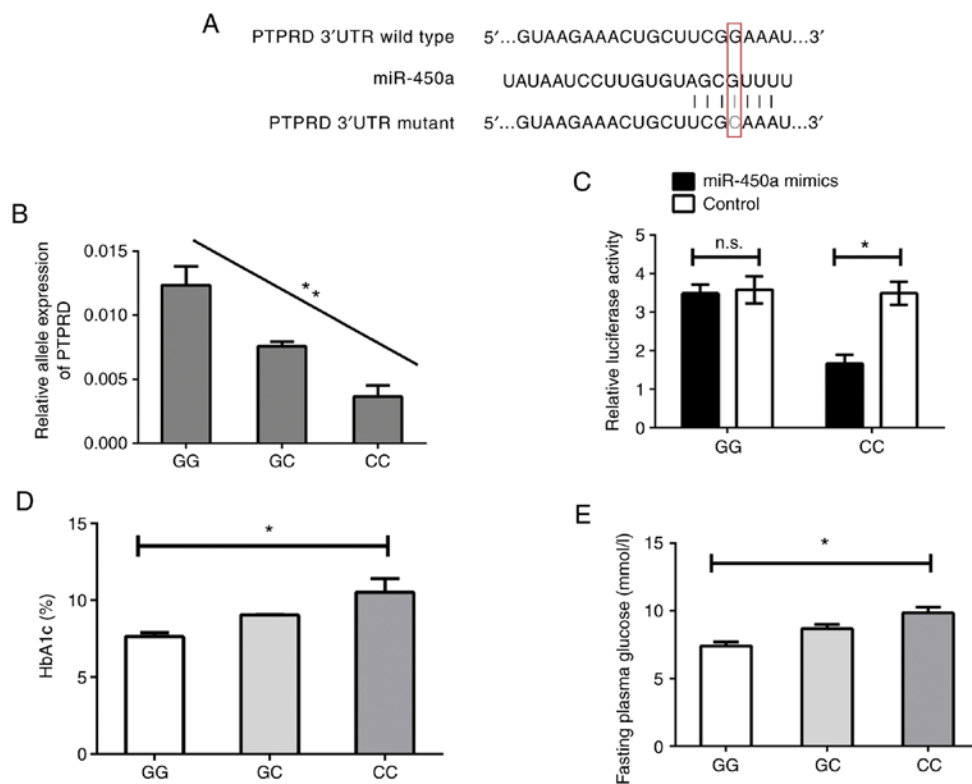 A
PTPRD 3′UTR wild type 5′...GUAAGAAACUGCUUCGGAAAU...3′
miR-450a UAUAAUCCUUGUGUAGCGUUUU
PTPRD 3′UTR mutant 5′...GUAAGAAACUGCUUCGCAAAU...3′
B
Relative allele expression
of PTPRD
0.015
0.010
0.005
0.000
**
GG GC CC
C
miR-450a mimics
Control
Relative luciferase activity
5
4
3
2
1
0
n.s. *
GG CC
D
HbA1c (%)
15
10
5
0
*
GG GC CC
E
Fasting plasma glucose (mmol/l)
15
10
5
0
*
GG GC CC